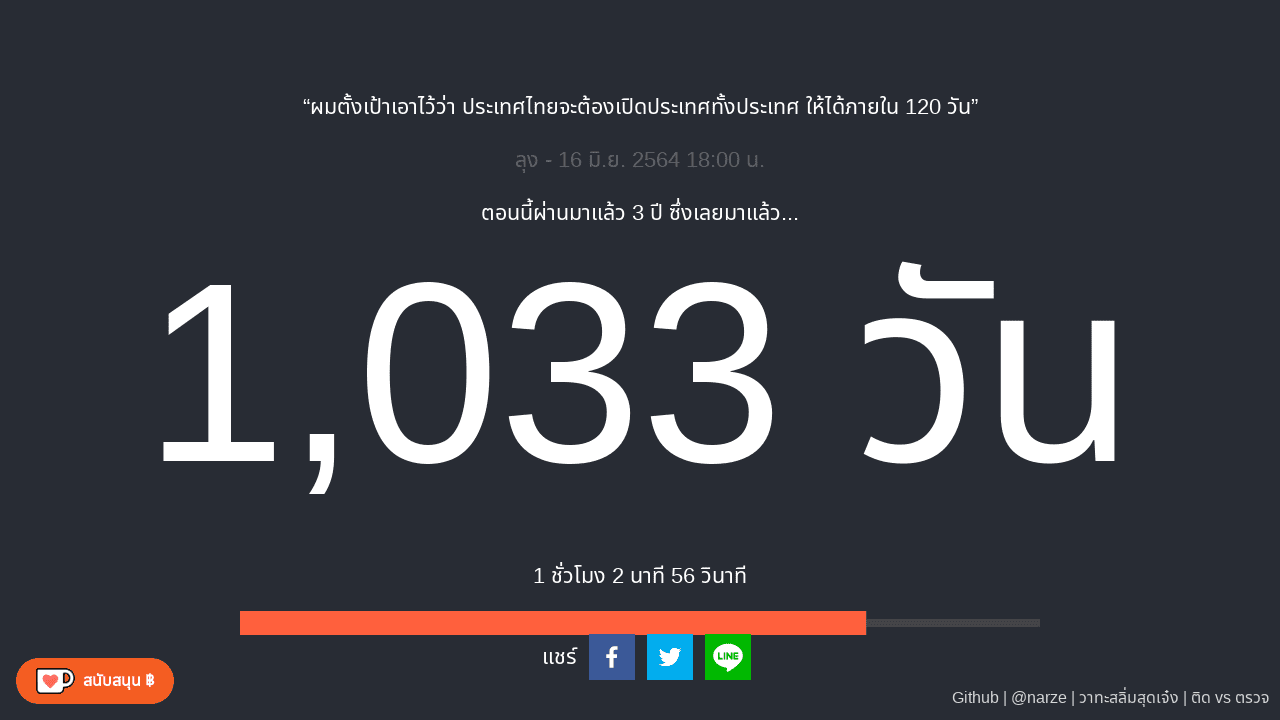 “ผมตั้งเป้าเอาไว้ว่า ประเทศไทยจะต้องเปิดประเทศทั้งประเทศ ให้ได้ภายใน 120 วัน”
ลุง - 16 มิ.ย. 2564 18:00 น.
ตอนนี้ผ่านมาแล้ว 3 ปี ซึ่งเลยมาแล้ว...
1,033 วัน
1 ชั่วโมง 2 นาที 56 วินาที
แชร์
LINE
สนับสนุน ฿
Github | @narze | วาทะสลิ่มสุดเจ๋ง | ติด vs ตรวจ